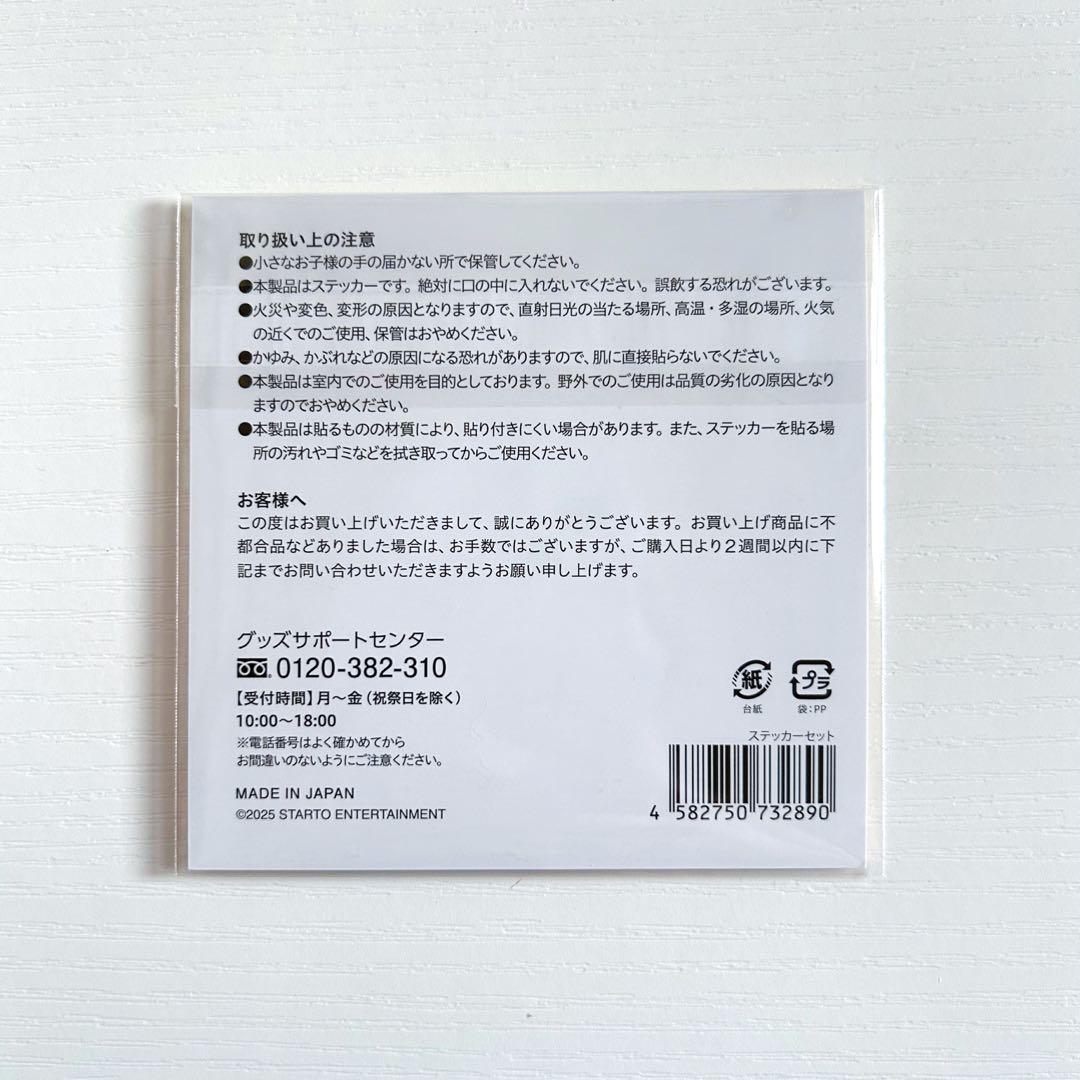 取り扱い上の注意
●小さなお子様の手の届かない所で保管してください。
●本製品はステッカーです。絶対に口の中に入れないでください。誤飲する恐れがございます。
●火災や変色、変形の原因となりますので、直射日光の当たる場所、高温・多湿の場所、火気
の近くでのご使用、保管はおやめください。
●かゆみ、かぶれなどの原因になる恐れがありますので、肌に直接貼らないでください。
●本製品は室内でのご使用を目的としております。野外でのご使用は品質の劣化の原因となり
ますのでおやめください。
●本製品は貼るものの材質により、貼り付きにくい場合があります。また、ステッカーを貼る場
所の汚れやゴミなどを拭き取ってからご使用ください。
お客様へ
この度はお買い上げいただきまして、誠にありがとうございます。お買い上げ商品に不
都合品などありました場合は、お手数ではございますが、ご購入日より2週間以内に下
記までお問い合わせいただきますようお願い申し上げます。
グッズサポートセンター
0120-382-310
【受付時間】月〜金（祝祭日を除く）
10:00〜18:00
※電話番号はよく確かめてから
お間違いのないようにご注意ください。
MADE IN JAPAN
©2025 STARTO ENTERTAINMENT
紙
台紙
プラ
袋：PP
ステッカーセット
4 582750 732890